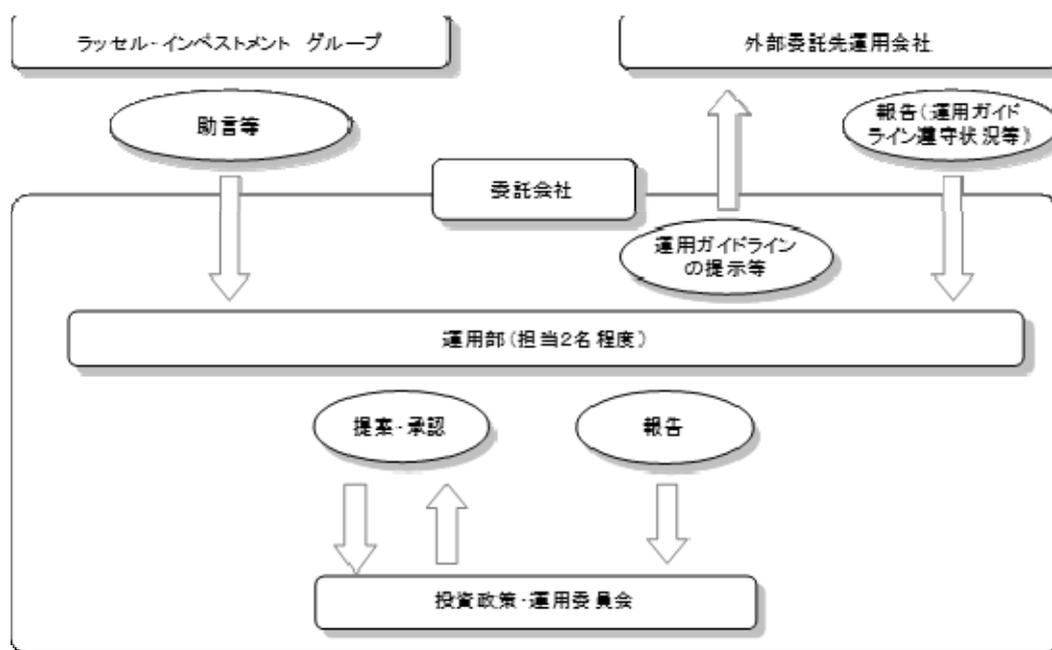 ラッセル・インベストメント グループ
外部委託先運用会社
助言等
報告(運用ガイド
ライン遵守状況等)
委託会社
運用ガイドライン
の提示等
運用部(担当2名程度)
提案・承認
報告
投資政策・運用委員会